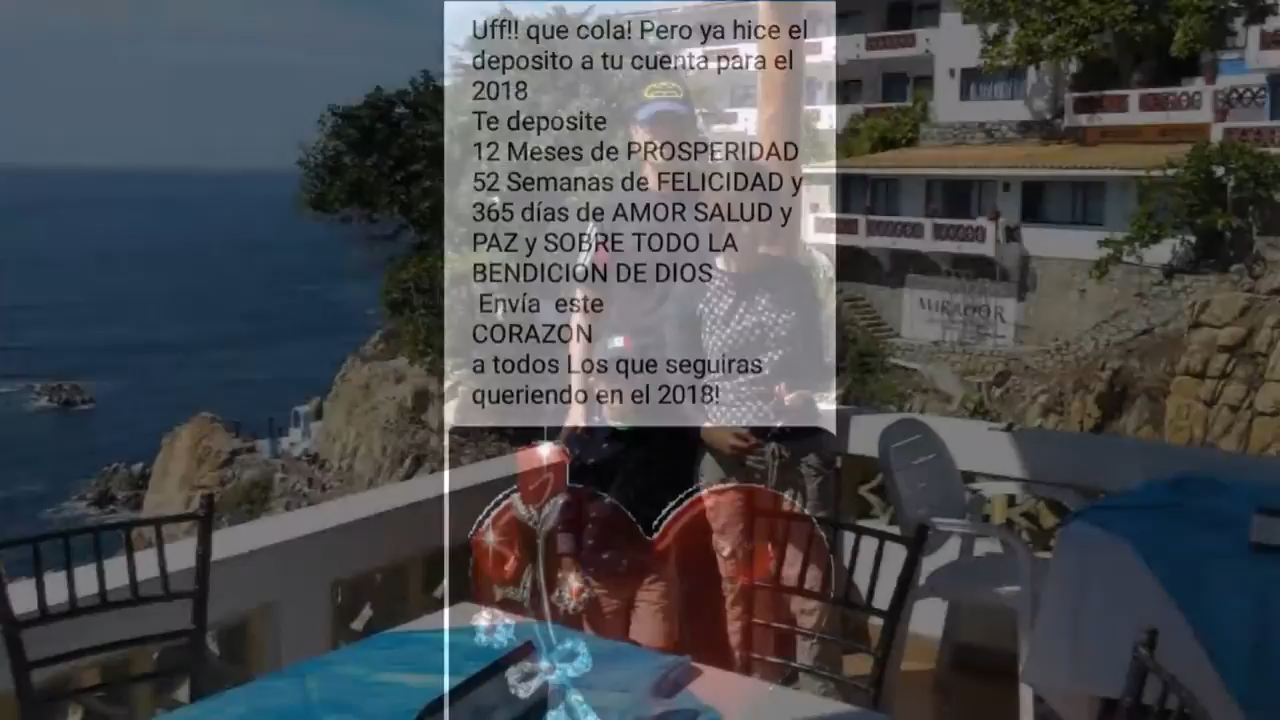 Uff!! que cola! Pero ya hice el
deposito a tu cuenta para el
2018
Te deposite
12 Meses de PROSPERIDAD
52 Semanas de FELICIDAD y
365 días de AMOR SALUD y
PAZ y SOBRE TODO LA
BENDICION DE DIOS
Envía este
CORAZON
a todos Los que seguiras
queriendo en el 2018!
MIRADOR